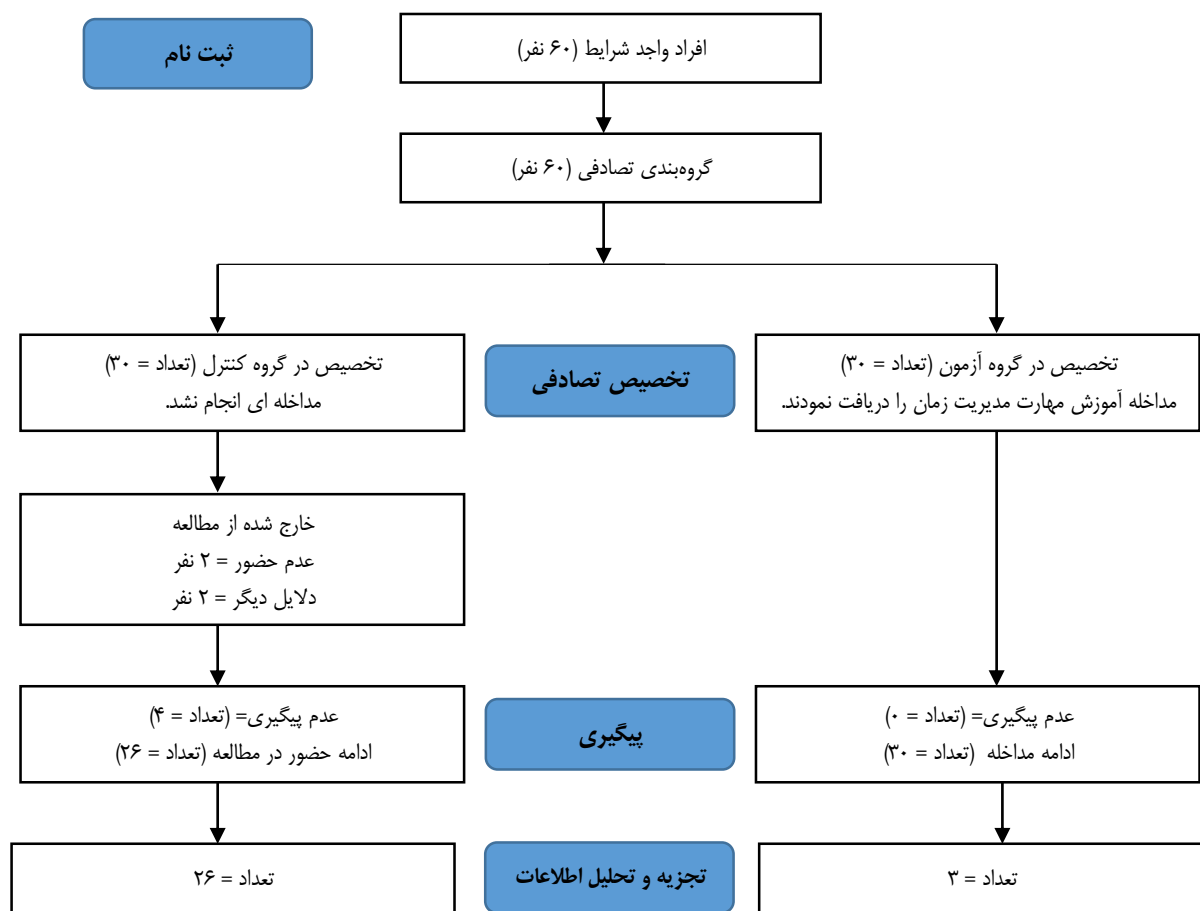 ثبت نام
افراد واجد شرایط (۶۰ نفر)
گروه‌بندی تصادفی (۶۰ نفر)
تخصیص در گروه آزمون (تعداد = ۳۰)
مداخله آموزش مهارت مدیریت زمان را دریافت نمودند.
تخصیص تصادفی
تخصیص در گروه کنترل (تعداد = ۳۰)
مداخله ای انجام نشد.
خارج شده از مطالعه
عدم حضور = ۲ نفر
دلایل دیگر = ۲ نفر
عدم پیگیری= (تعداد = ۰)
ادامه مداخله (تعداد = ۳۰)
پیگیری
عدم پیگیری= (تعداد = ۴)
ادامه حضور در مطالعه (تعداد = ۲۶)
تعداد = ۳
تجزیه و تحلیل اطلاعات
تعداد = ۲۶